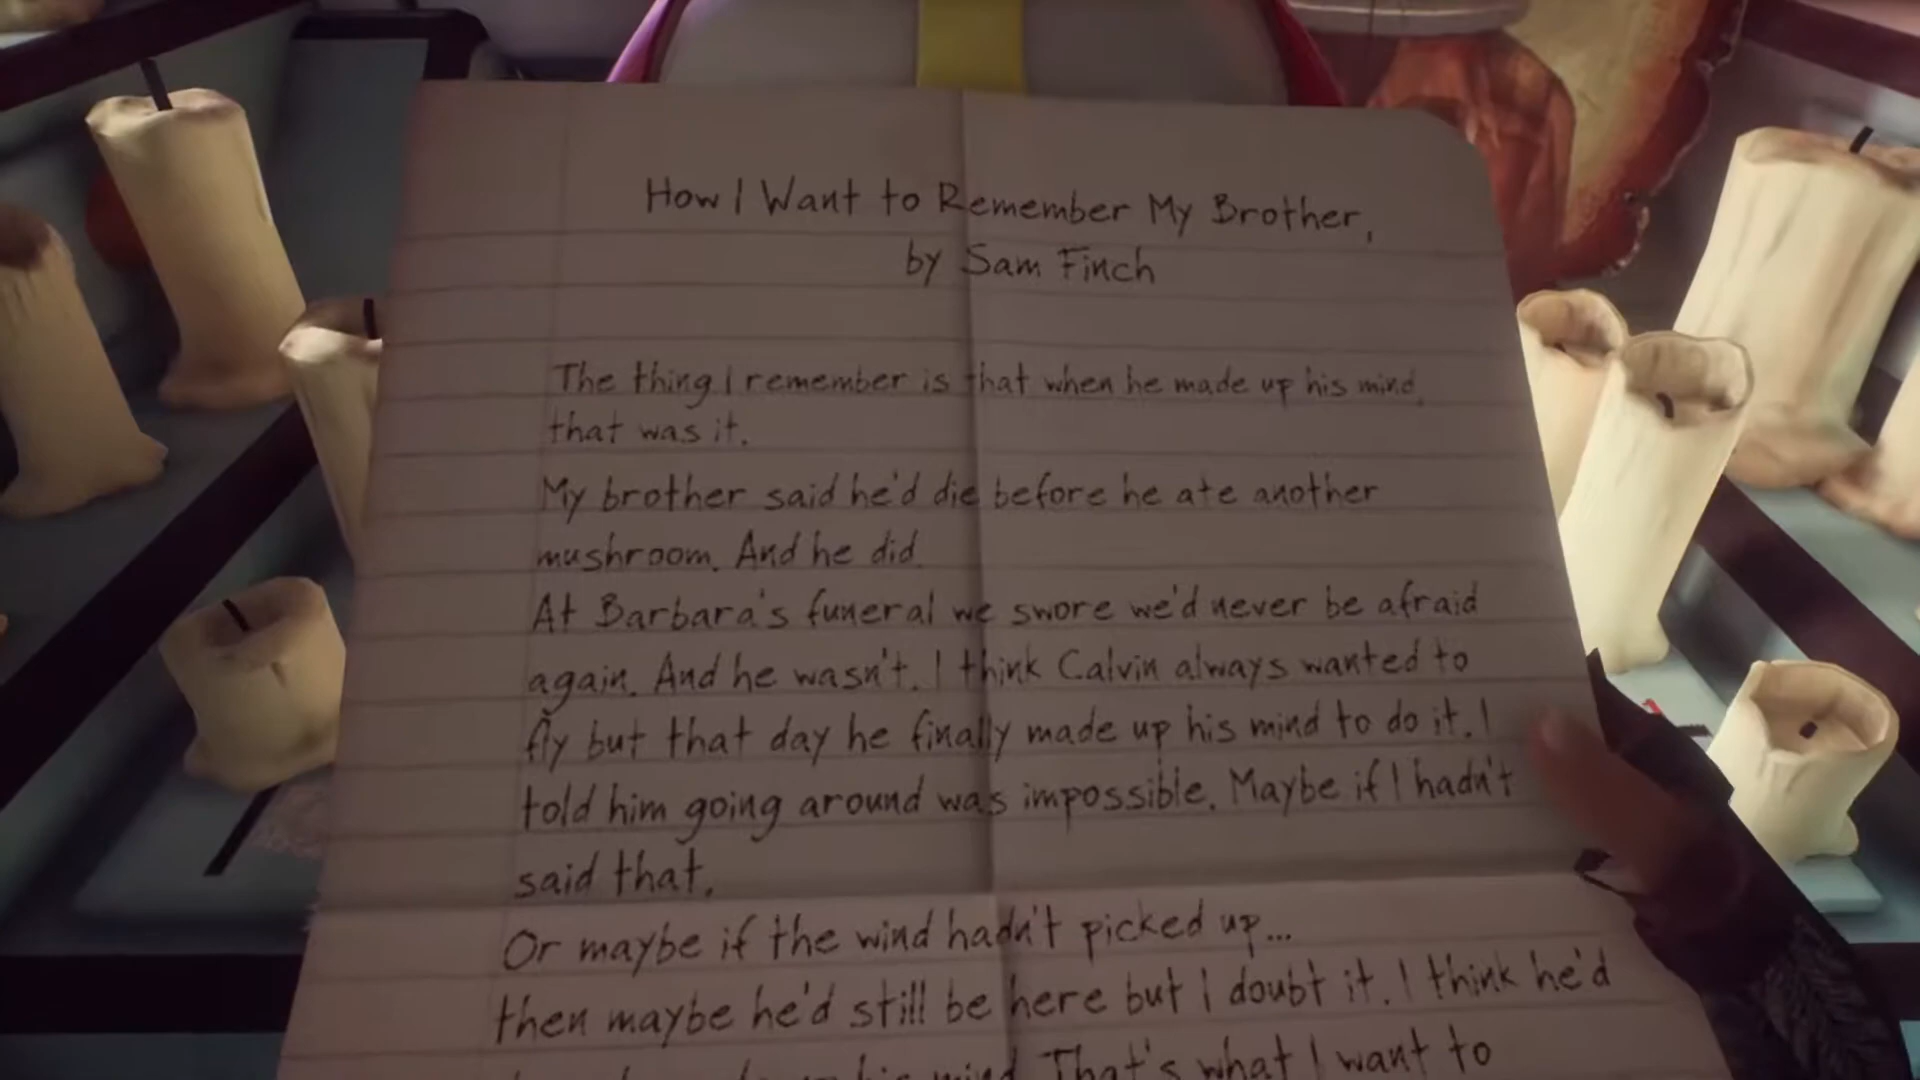 How I Want to Remember My Brother,
by Sam Finch
The thing I remember is that when he made up his mind,
that was it.
My brother said he'd die before he ate another
mushroom. And he did.
At Barbara's funeral we swore we'd never be afraid
again. And he wasn't. I think Calvin always wanted to
fly but that day he finally made up his mind to do it. I
told him going around was impossible. Maybe if I hadn't
said that.
Or maybe if the wind hadn't picked up...
then maybe he'd still be here but I doubt it. I think he'd
his mind. That's what I want to